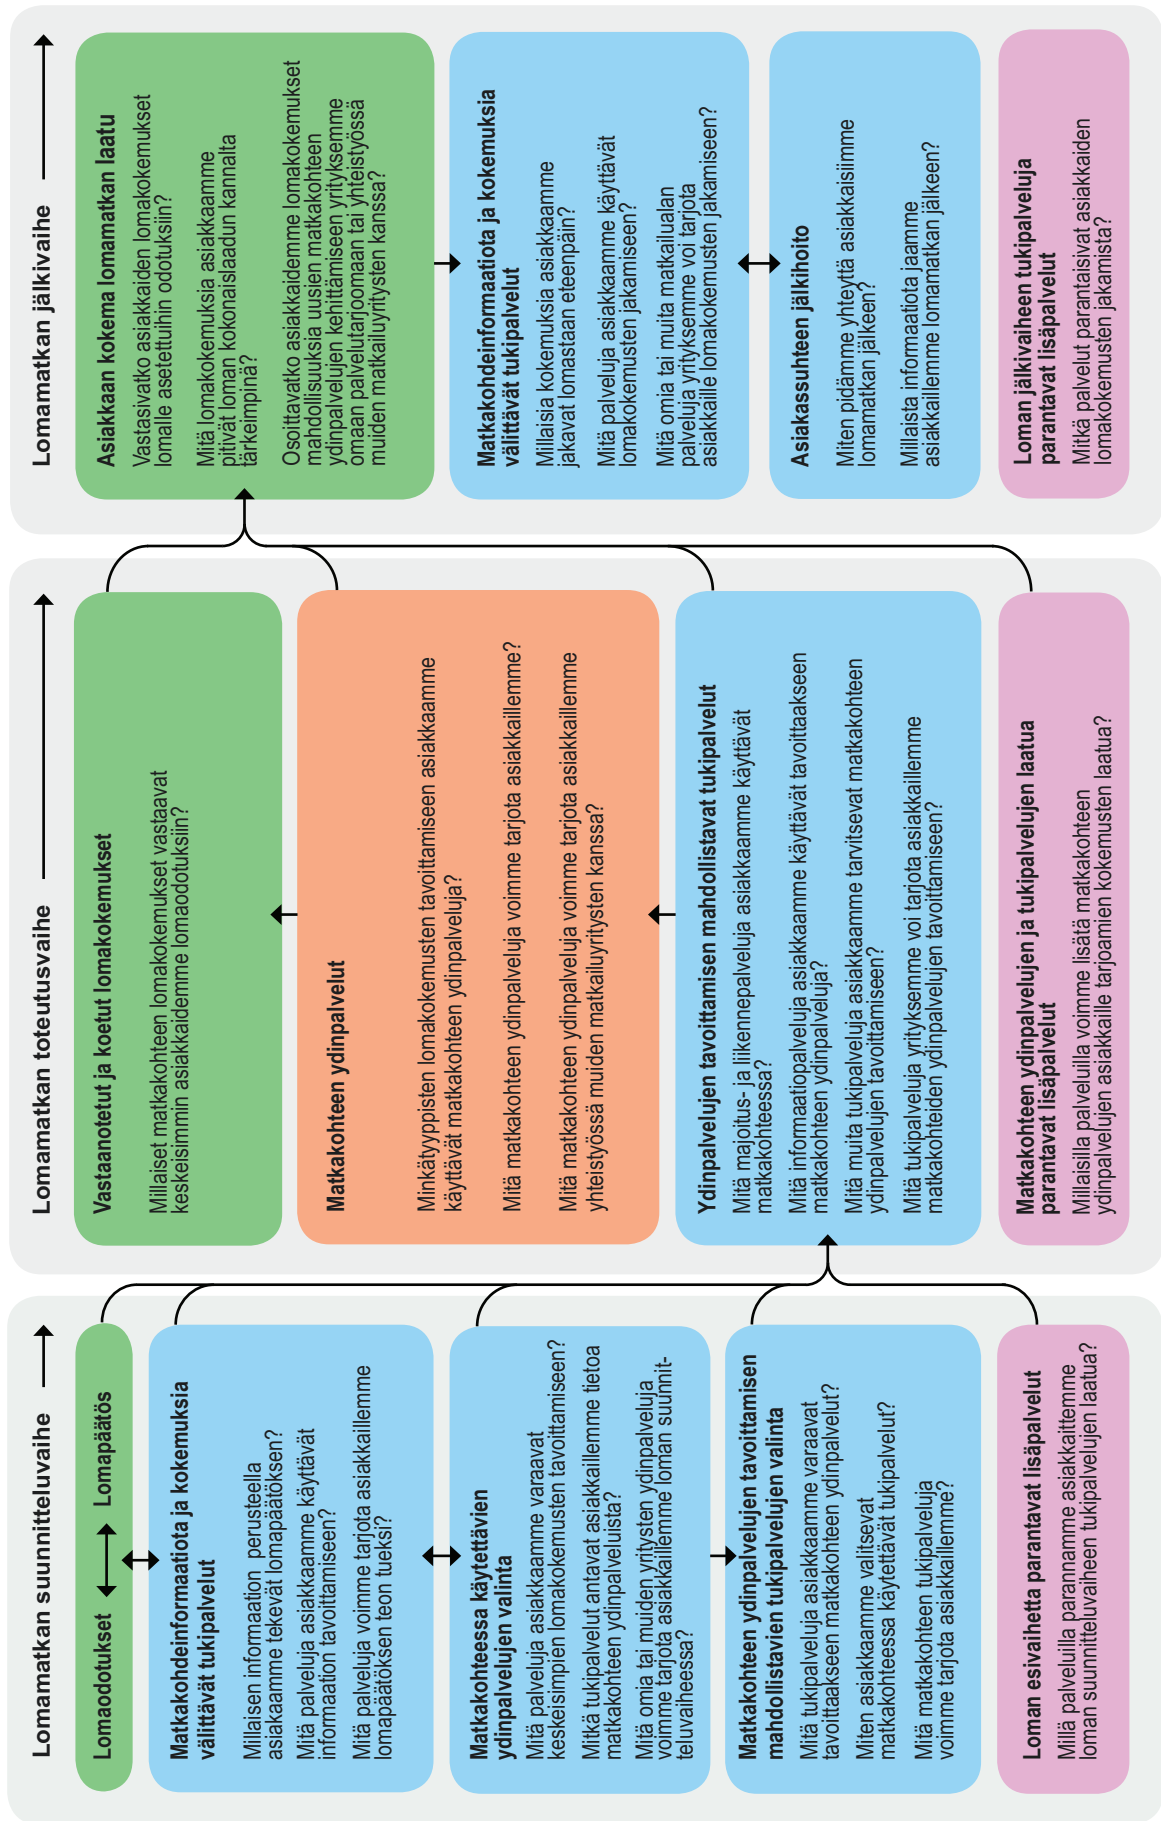 Lomamatkan suunnitteluvaihe
Lomaodotukset
Lomapäätös
Matkakohdeinformaatiota ja kokemuksia
välittävät tukipalvelut
Millaisen informaation perusteella
asiakaamme tekevät lomapäätöksen?
Mitä palveluja asiakkaamme käyttävät
information tavoittamiseen?
Mitä palveluja voimme tarjota asiakkaillemme
lomapäätöksen teon tueksi?
Matkakohteessa käytettävien
ydinpalvelujen valinta
Mitä palveluja asiakkaamme varaavat
keskeisimpien lomakokemusten tavoittamiseen?
Mitkä tukipalvelut antavat asiakkaillemme tietoa
matkakohteen ydinpalveluista?
Mitä omia tai muiden yritysten ydinpalveluja
voimme tarjota asiakkaillemme loman suunnit-
teluvaiheessa?
Matkakohteen ydinpalvelujen tavoittamisen
mahdollistavien tukipalvelujen valinta
Mitä tukipalveluja asiakkaamme varaavat
tavoittaakseen matkakohteen ydinpalvelut?
Miten asiakkaamme valitsevat
matkakohteessa käytettävät tukipalvelut?
Mitä matkakohteen tukipalveluja
voimme tarjota asiakkaillemme?
Loman esivaihetta parantavat lisäpalvelut
Millä palveluilla parannamme asiakkaittemme
loman suunnitteluvaiheen tukipalvelujen laatua?
Lomamatkan toteutusvaihe
Vastaanotetut ja koetut lomakokemukset
Millaiset matkakohteen lomakokemukset vastaavat
keskeisimmin asiakkaidemme lomaodotuksiin?
Matkakohteen ydinpalvelut
Minkätyyppisten lomakokemusten tavoittamiseen asiakkaamme
käyttävät matkakohteen ydinpalveluja?
Mitä matkakohteen ydinpalveluja voimme tarjota asiakkaillemme?
Mitä matkakohteen ydinpalveluja voimme tarjota asiakkaillemme
yhteistyössä muiden matkailuyritysten kanssa?
Ydinpalvelujen tavoittamisen mahdollistavat tukipalvelut
Mitä majoitus- ja liikennepalveluja asiakkaamme käyttävät
matkakohteessa?
Mitä informaatiopalveluja asiakkaamme käyttävät tavoittaakseen
matkakohteen ydinpalveluja?
Mitä muita tukipalveluja asiakkaamme tarvitsevat matkakohteen
ydinpalvelujen tavoittamiseen?
Mitä tukipalveluja yrityksemme voi tarjota asiakkaillemme
matkakohteiden ydinpalvelujen tavoittamiseen?
Matkakohteen ydinpalvelujen ja tukipalvelujen laatua
parantavat lisäpalvelut
Millaisilla palveluilla voimme lisätä matkakohteen
ydinpalvelujen asiakkaille tarjoamien kokemusten laatua?
Lomamatkan jälkivaihe
Asiakkaan kokema lomamatkan laatu
Vastasivatko asiakkaiden lomakokemukset
lomalle asetettuihin odotuksiin?
Mitä lomakokemuksia asiakkaamme
pitivät loman kokonaisladun kannalta
tärkeimpinä?
Osoittavatko asiakkaidemme lomakokemukset
mahdollisuuksia uusien matkakohteen
ydinpalvelujen kehittämiseen yrityksemme
omaan palvelutarjoomaan tai yhteistyössä
muiden matkailuyritysten kanssa?
Matkakohdeinformaatiota ja kokemuksia
välittävät tukipalvelut
Millaisia kokemuksia asiakkaamme
jakavat lomastaan eteenpäin?
Mitä palveluja asiakkaamme käyttävät
lomakokemusten jakamiseen?
Mitä omia tai muita matkailualan
palveluja yrityksemme voi tarjota
asiakkaille lomakokemusten jakamiseen?
Asiakassuhteen jälkihoito
Miten pidämme yhteyttä asiakkaisiimme
lomamatkan jälkeen?
Millaista informaatiota jaamme
asiakkaillemme lomamatkan jälkeen?
Loman jälkivaiheen tukipalveluja
parantavat lisäpalvelut
Mitkä palvelut parantaisivat asiakkaiden
lomakokemusten jakamista?